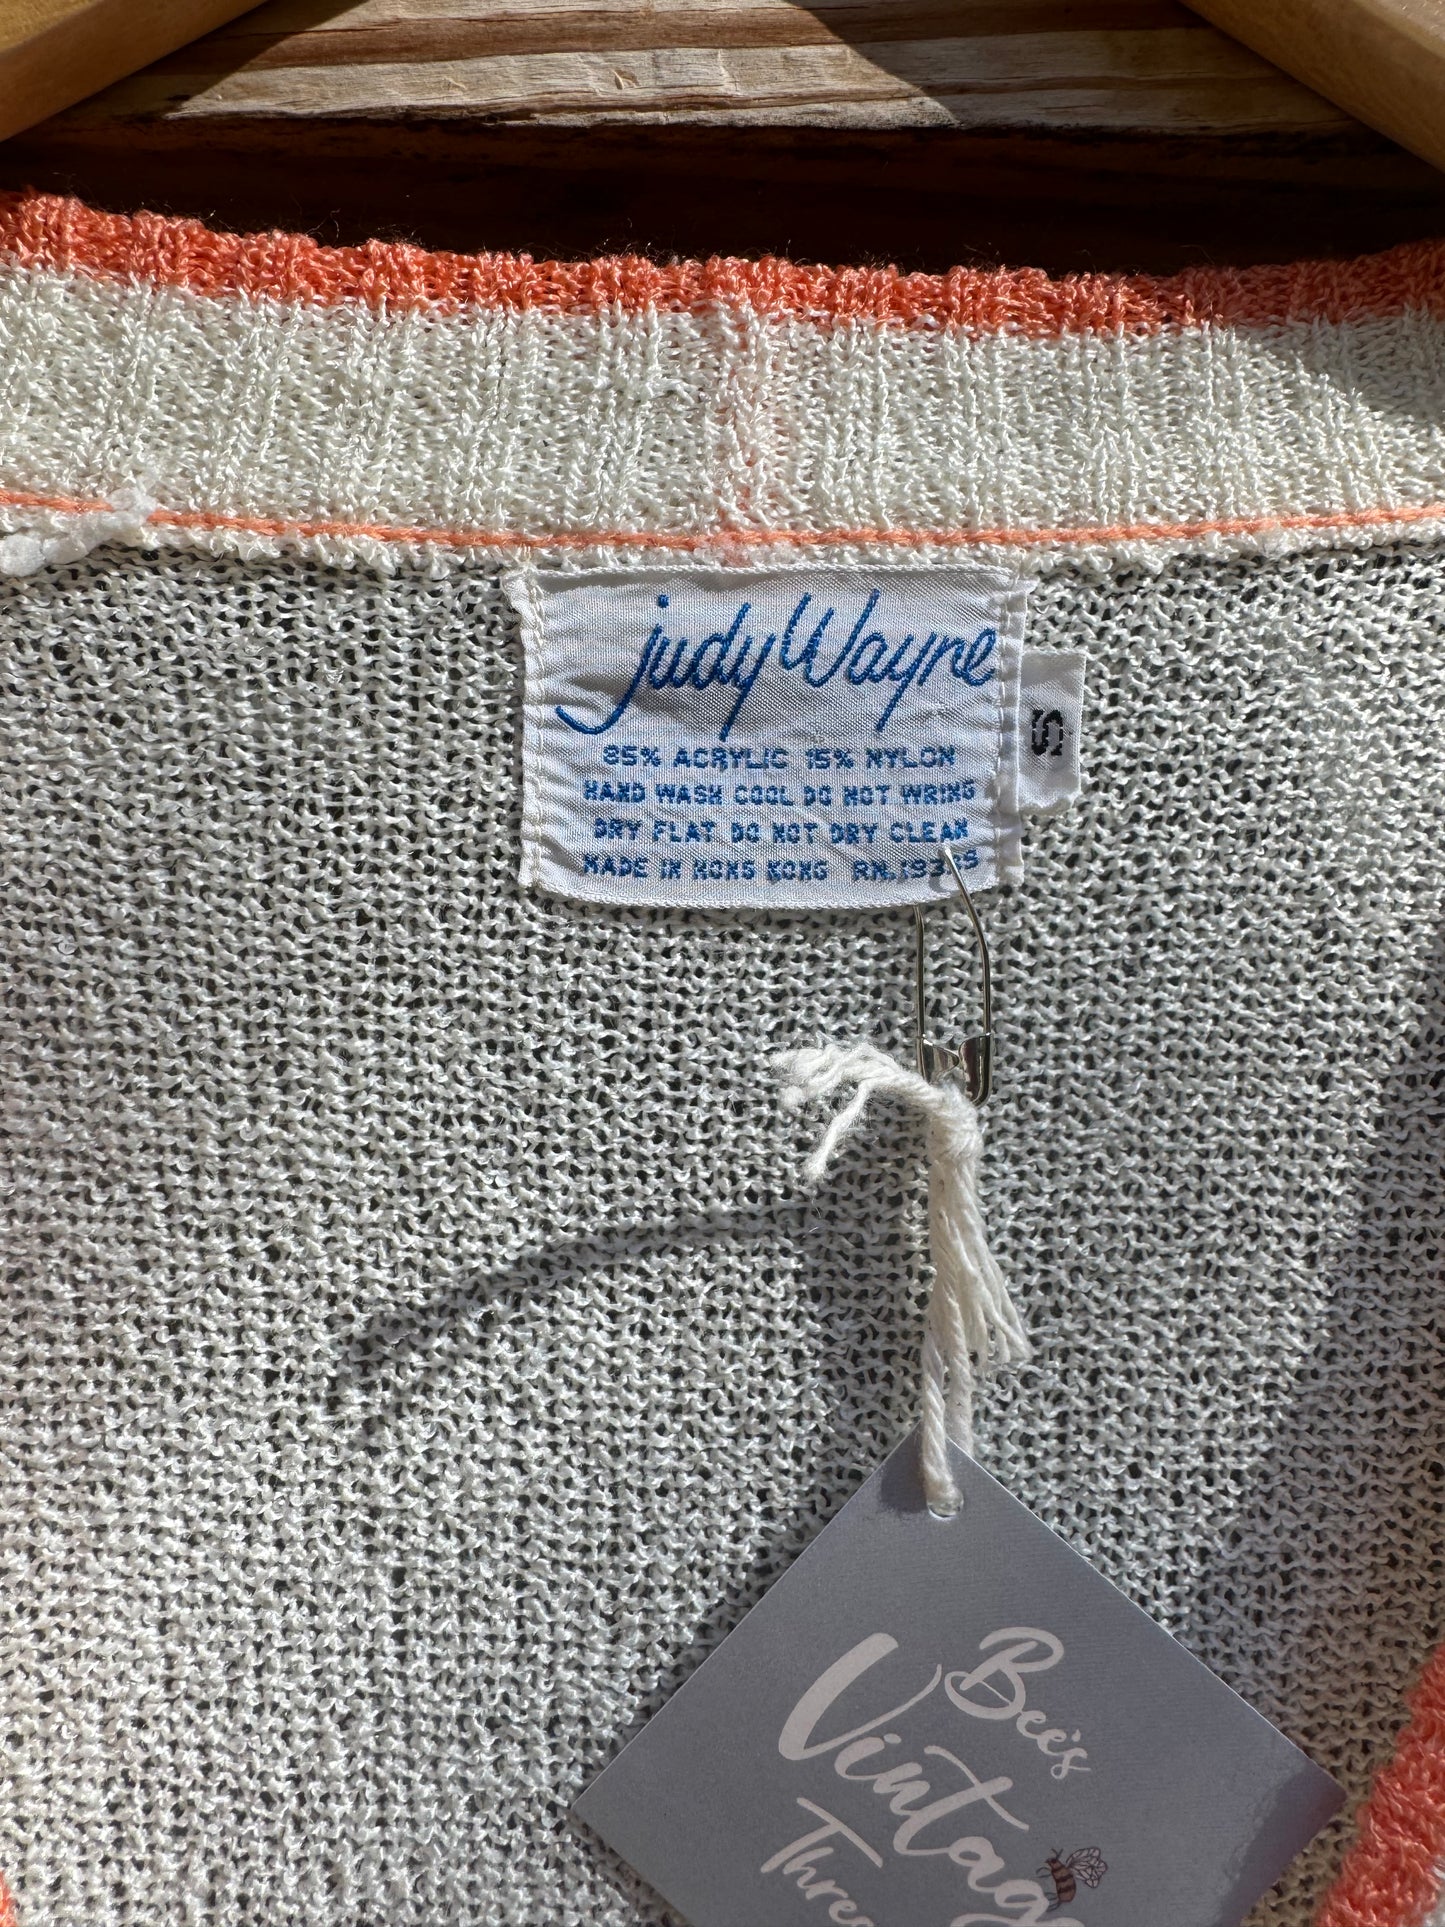 judy Wayne
85% ACRYLIC 15% NYLON
HAND WASH COOL DO NOT WRING
DRY FLAT. DO NOT DRY CLEAN
MADE IN HONG KONG RN.
S
Bee's
Vintage